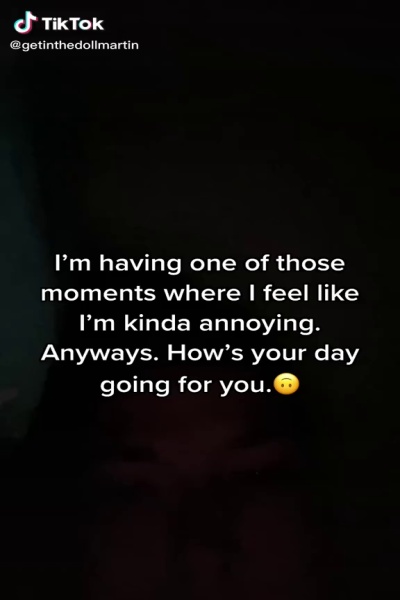 TikTok
@getinthedollmartin
I'm having one of those
moments where I feel like
I'm kinda annoying.
Anyways. How's your day
going for you.🙃